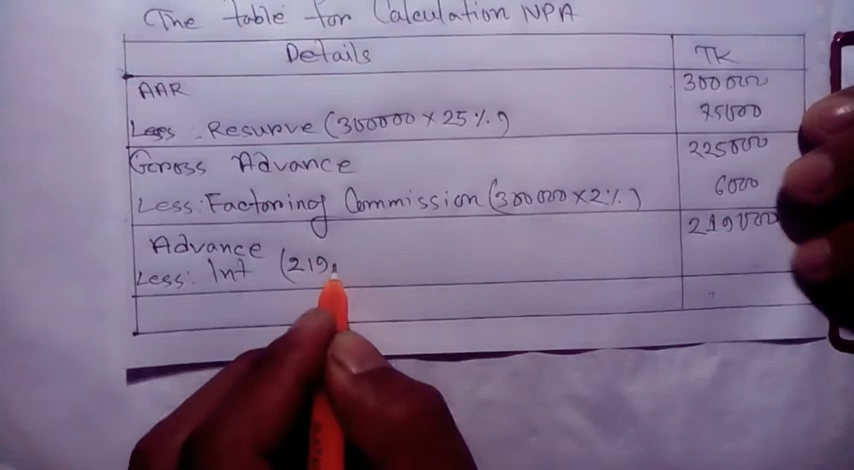 The table for Calculation NPA
Details TK
AAR 300000
Less: Resurve (300000 × 25%) 75000
Gross Advance 225000
Less: Factoring Commission (300000 × 2%) 6000
Advance 219000
Less: Int (219